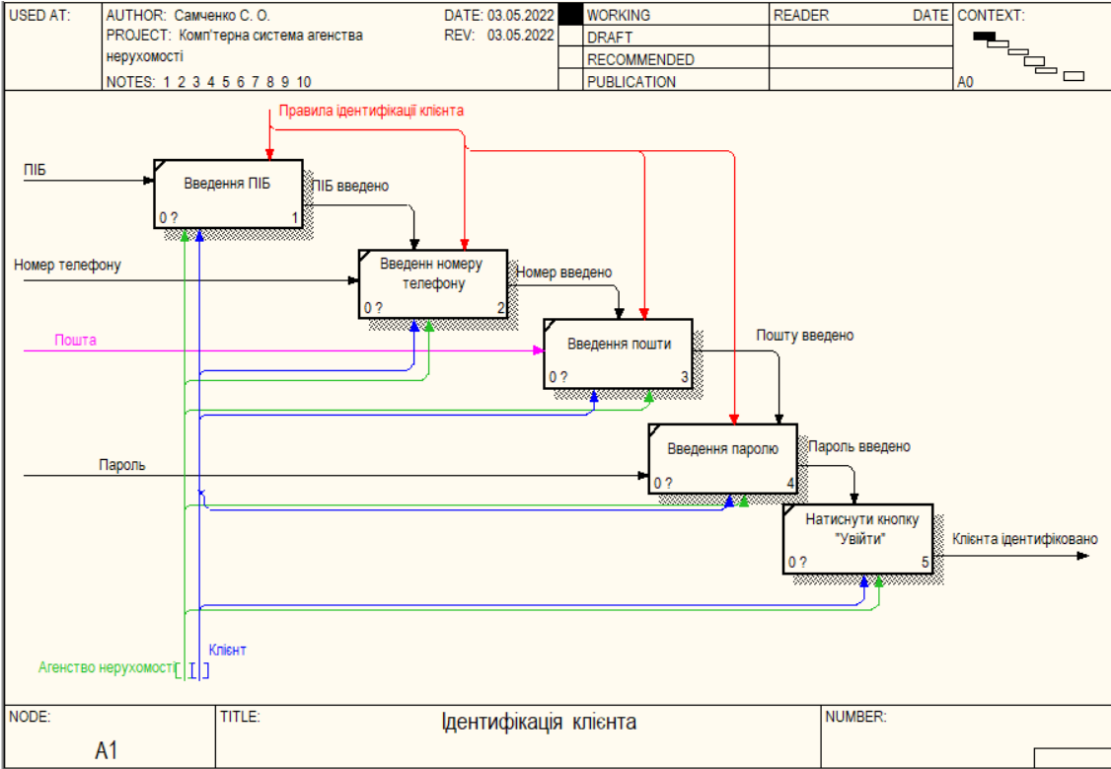 USED AT:
AUTHOR: Самченко С. О.
DATE: 03.05.2022
PROJECT: Комп'терна система агенства
нерухомості
REV: 03.05.2022
NOTES: 1 2 3 4 5 6 7 8 9 10
WORKING
DRAFT
RECOMMENDED
PUBLICATION
READER
DATE
CONTEXT:
A0
Правила ідентифікації клієнта
ПІБ
Введення ПІБ
0 ?
1
ПІБ введено
Номер телефону
Введенн номеру
телефону
0 ?
2
Номер введено
Пошта
Введення пошти
0 ?
3
Пошту введено
Пароль
Введення паролю
0 ?
4
Пароль введено
Натиснути кнопку
"Увійти"
0 ?
5
Клієнта ідентифіковано
Клієнт
Агенство нерухомості
NODE:
A1
TITLE:
Ідентифікація клієнта
NUMBER: